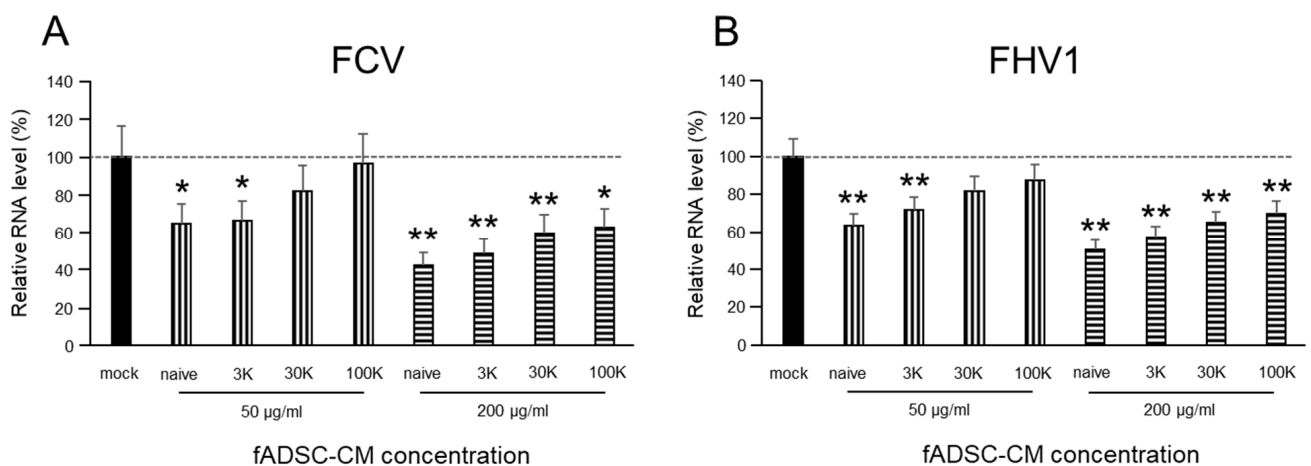 A
FCV
Relative RNA level (%)
140
120
100
80
60
40
20
0
* * ** ** ** *
mock naive 3K 30K 100K naive 3K 30K 100K
50 µg/ml 200 µg/ml
fADSC-CM concentration
B
FHV1
Relative RNA level (%)
140
120
100
80
60
40
20
0
** ** ** ** ** **
mock naive 3K 30K 100K naive 3K 30K 100K
50 µg/ml 200 µg/ml
fADSC-CM concentration